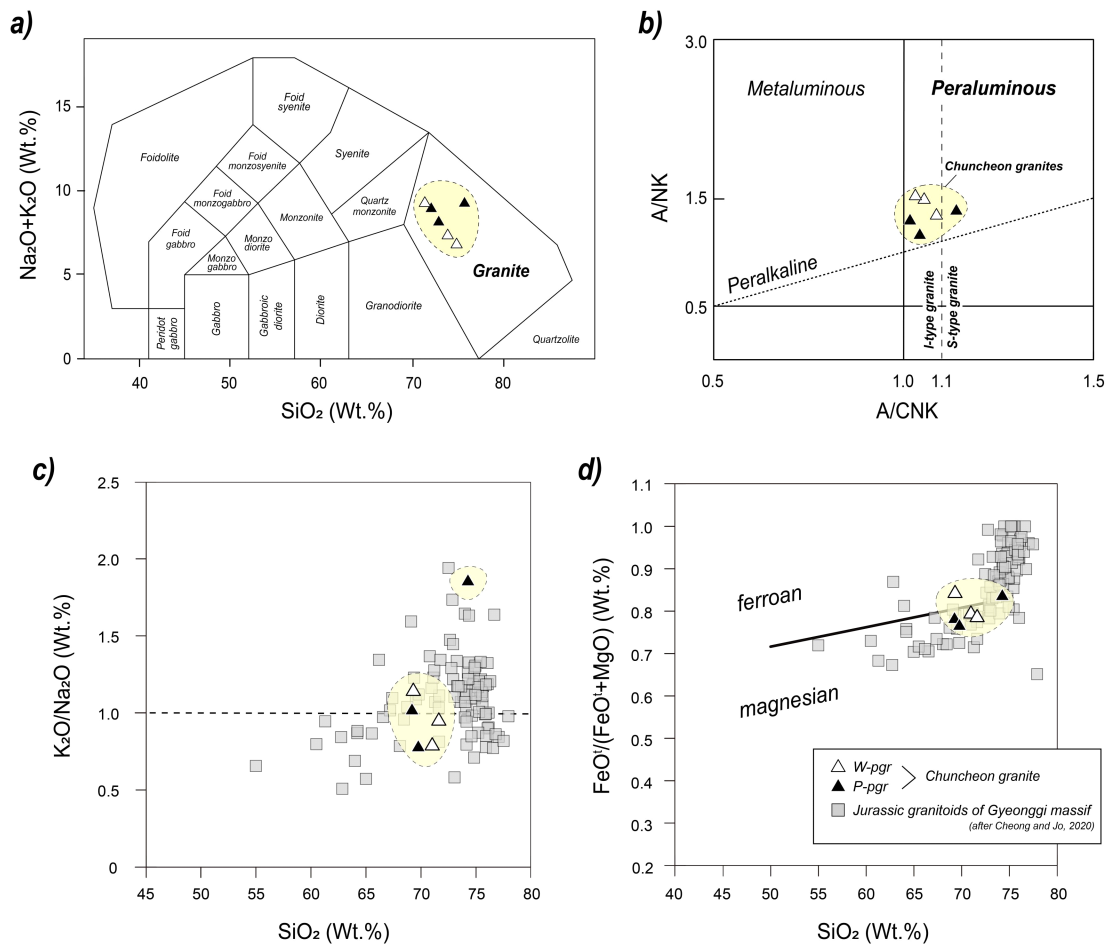 a)
Na₂O+K₂O (Wt.%)
15
10
5
0
40
50
60
70
80
SiO₂ (Wt.%)
Foid
syenite
Foidolite
Foid
monzosyenite
Syenite
Foid
monzogabbro
Quartz
monzonite
Monzonite
Foid
gabbro
Monzo
diorite
Monzo
gabbro
Granite
Peridot
gabbro
Gabbro
Gabbroic
diorite
Diorite
Granodiorite
Quartzolite
b)
A/NK
3.0
1.5
0.5
Metaluminous
Peraluminous
Chuncheon granites
Peralkaline
I-type granite
S-type granite
0.5
1.0
1.1
1.5
A/CNK
c)
K₂O/Na₂O (Wt.%)
2.5
2.0
1.5
1.0
0.5
0
45
50
55
60
65
70
75
80
SiO₂ (Wt.%)
d)
FeOᵗ/(FeOᵗ+MgO) (Wt.%)
1.1
1.0
0.9
0.8
0.7
0.6
0.5
0.4
0.3
0.2
ferroan
magnesian
W-pgr
P-pgr
Chuncheon granite
Jurassic granitoids of Gyeonggi massif
(after Cheong and Jo, 2020)
40
45
50
55
60
65
70
75
80
SiO₂ (Wt.%)